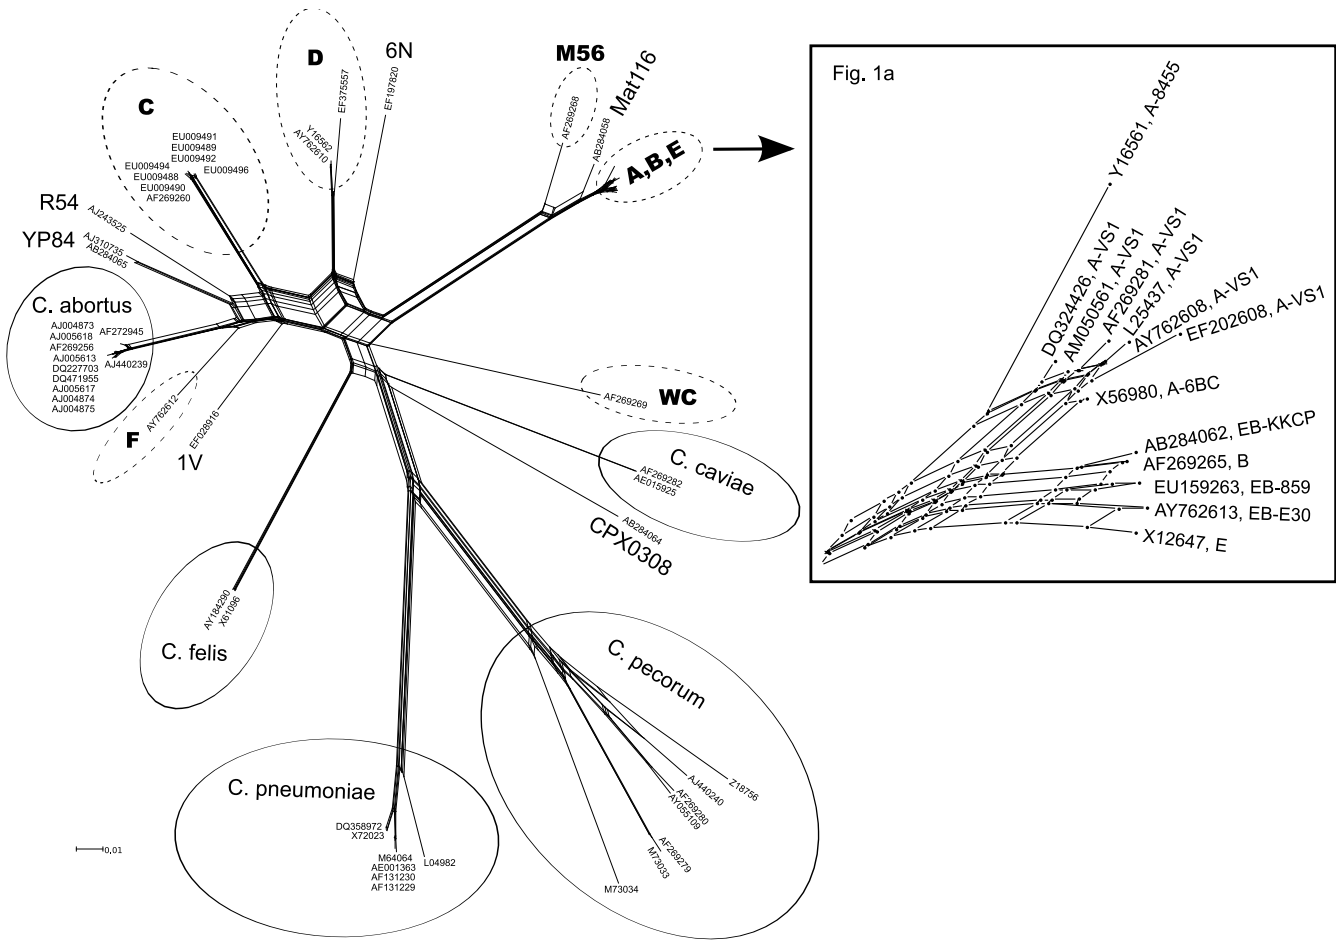 D
6N
EF375557
EF197820
Y16562
AY762610
M56
AF269268
Mat116
AB284058
A,B,E
C
EU009491
EU009489
EU009492
EU009494
EU009496
EU009488
EU009490
AF269260
R54
AJ243525
YP84
AJ310735
AB284065
C. abortus
AJ004873
AF272945
AJ005618
AF269256
AJ005613
AJ440239
DQ227703
DQ471955
AJ005617
AJ004874
AJ004875
F
AY762612
1V
EF028916
WC
AF269269
C. caviae
AF269282
AE015925
AB284064
CPX0308
C. felis
AY184290
X61096
C. pecorum
Z18756
AJ440240
AF269280
AY055109
AF269279
M73033
M73034
C. pneumoniae
DQ358972
X72023
L04982
M64064
AE001363
AF131230
AF131229
0.01
Fig. 1a
Y16561, A-8455
DQ324426, A-VS1
AM050561, A-VS1
AF269281, A-VS1
L25437, A-VS1
AY762608, A-VS1
EF202608, A-VS1
X56980, A-6BC
AB284062, EB-KKCP
AF269265, B
EU159263, EB-859
AY762613, EB-E30
X12647, E